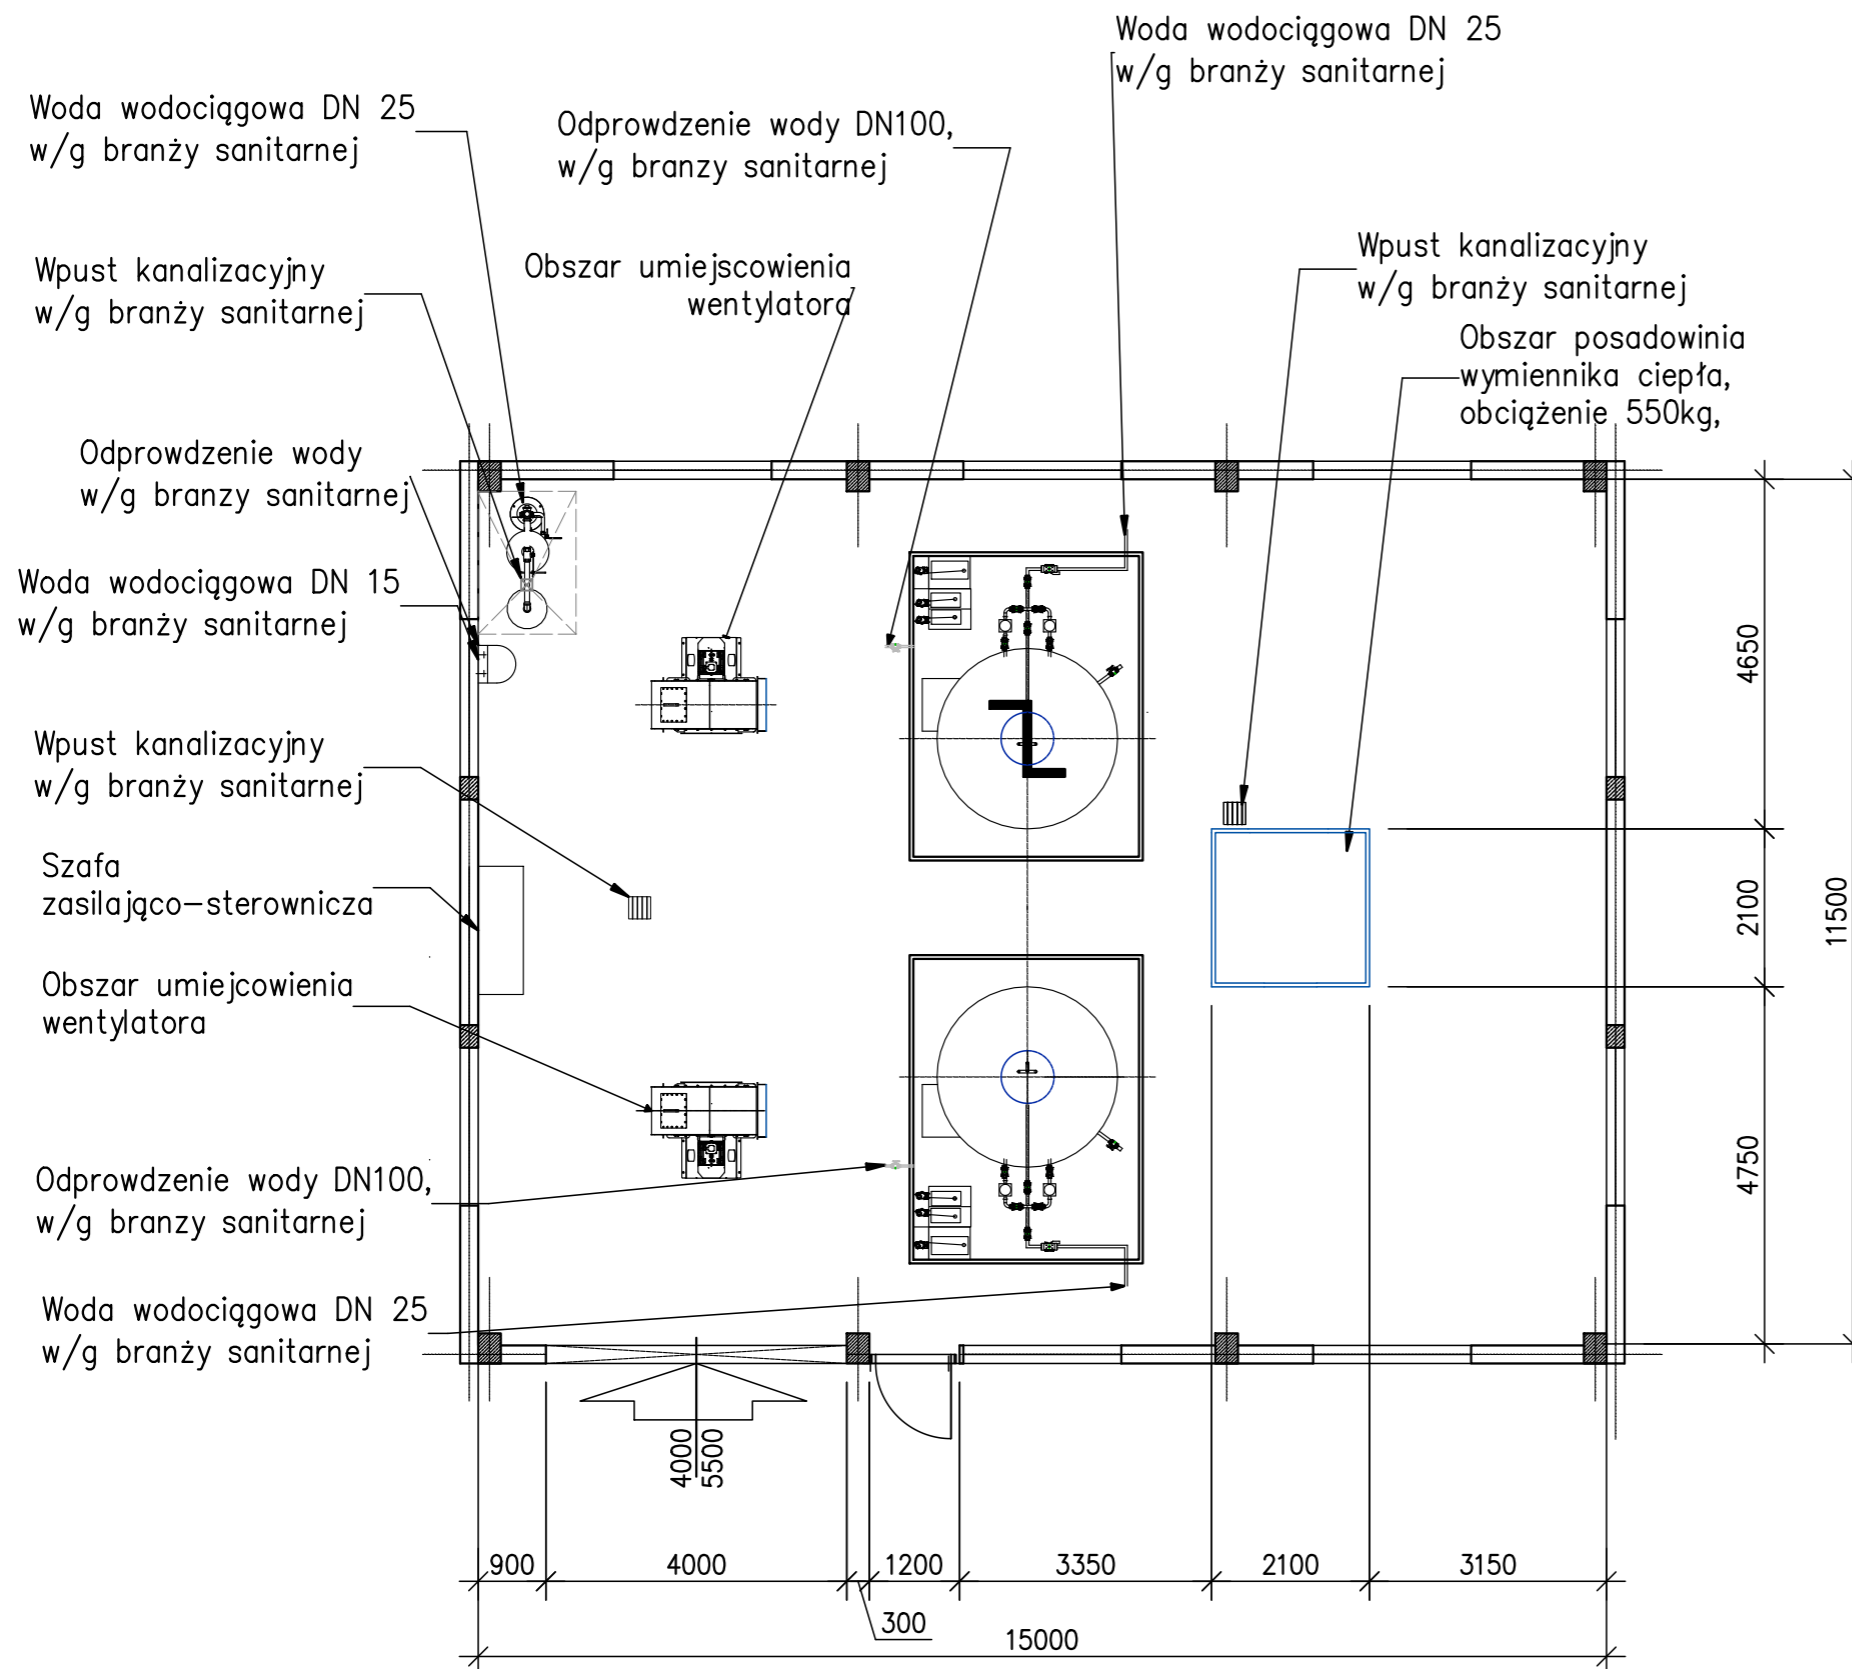 Woda wodociągowa DN 25
w/g branży sanitarnej
Woda wodociągowa DN 25
w/g branży sanitarnej
Odprowdzenie wody DN100,
w/g branzy sanitarnej
Wpust kanalizacyjny
w/g branży sanitarnej
Obszar umiejscowienia
wentylatora
Wpust kanalizacyjny
w/g branży sanitarnej
Obszar posadowinia
wymiennika ciepła,
obciążenie 550kg,
Odprowdzenie wody
w/g branzy sanitarnej
Woda wodociągowa DN 15
w/g branży sanitarnej
Wpust kanalizacyjny
w/g branży sanitarnej
Szafa
zasilająco-sterownicza
Obszar umiejcowienia
wentylatora
Odprowdzenie wody DN100,
w/g branzy sanitarnej
Woda wodociągowa DN 25
w/g branży sanitarnej
4650
2100
11500
4750
4000
5500
900
4000
1200
3350
2100
3150
300
15000